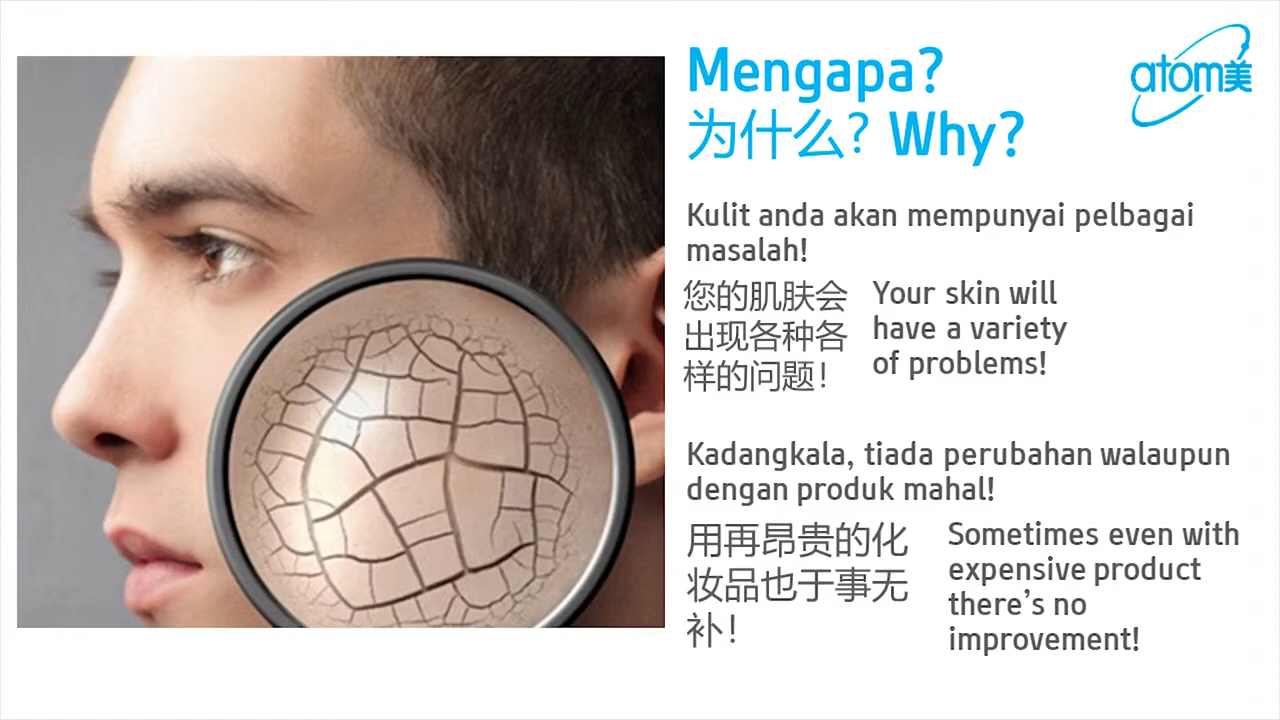 Mengapa?
为什么? Why?
atom美
Kulit anda akan mempunyai pelbagai
masalah!
您的肌肤会
出现各种各
样的问题!
Your skin will
have a variety
of problems!
Kadangkala, tiada perubahan walaupun
dengan produk mahal!
用再昂贵的化
妆品也于事无
补!
Sometimes even with
expensive product
there's no
improvement!